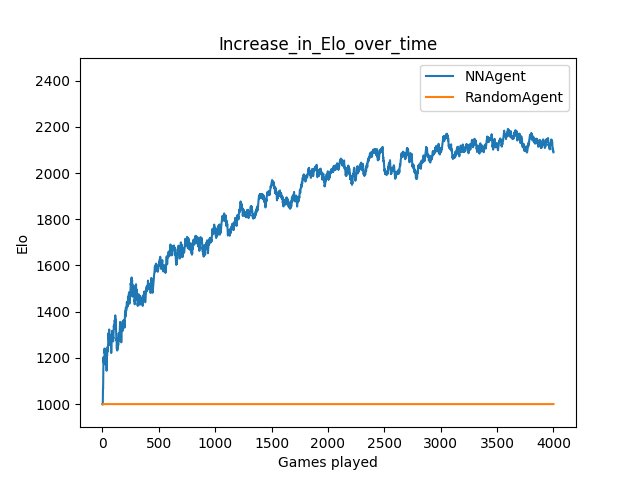 Increase_in_Elo_over_time
NNAgent
RandomAgent
2400
2200
2000
1800
1600
1400
1200
1000
Elo
0 500 1000 1500 2000 2500 3000 3500 4000
Games played